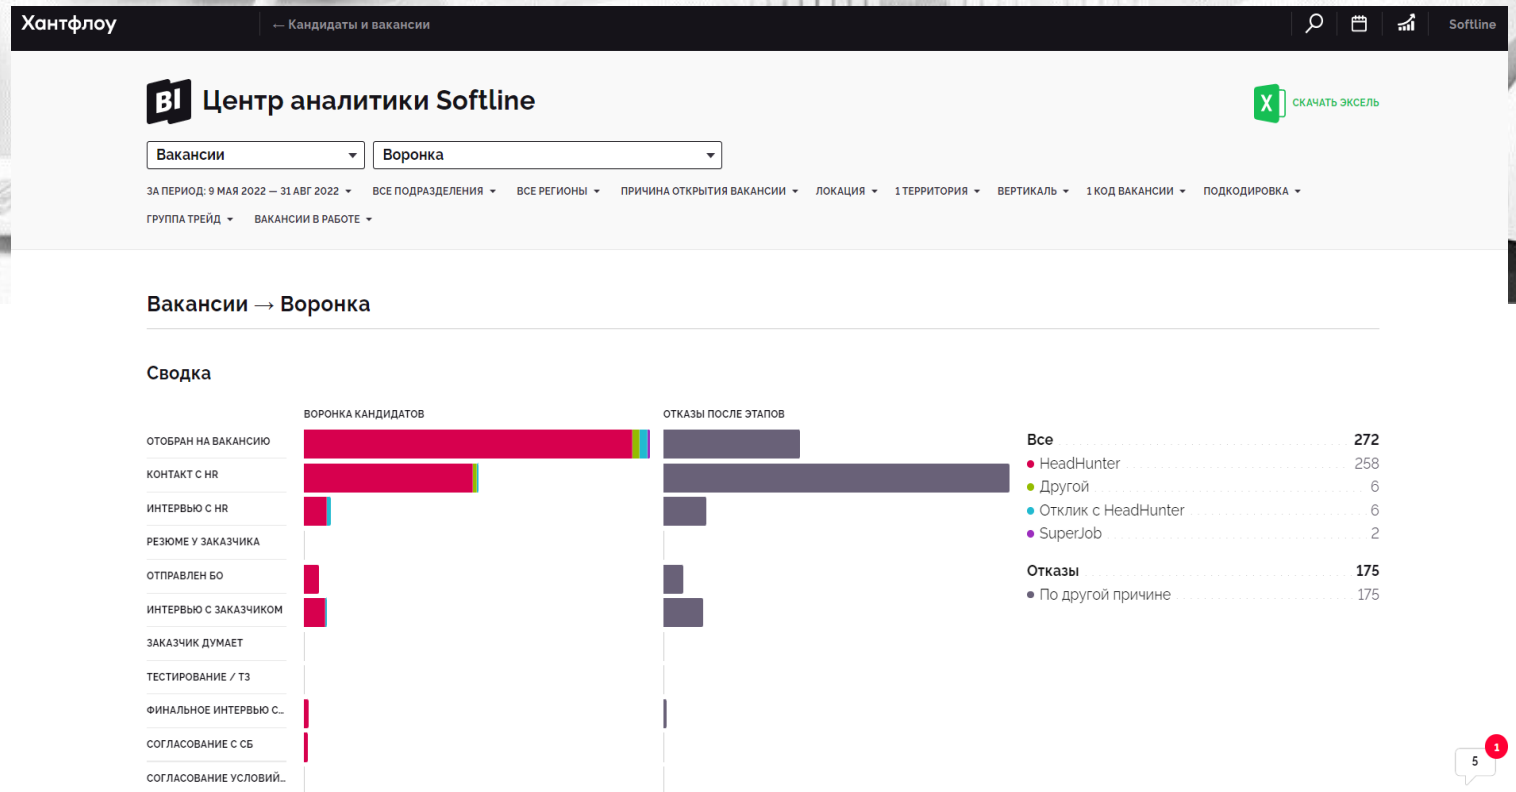 Хантфлоу
← Кандидаты и вакансии
Softline
BI
Центр аналитики Softline
X
СКАЧАТЬ ЭКСЕЛЬ
Вакансии
Воронка
ЗА ПЕРИОД: 9 МАЯ 2022 — 31 АВГ 2022
ВСЕ ПОДРАЗДЕЛЕНИЯ
ВСЕ РЕГИОНЫ
ПРИЧИНА ОТКРЫТИЯ ВАКАНСИИ
ЛОКАЦИЯ
1 ТЕРРИТОРИЯ
ВЕРТИКАЛЬ
1 КОД ВАКАНСИИ
ПОДКОДИРОВКА
ГРУППА ТРЕЙД
ВАКАНСИИ В РАБОТЕ
Вакансии → Воронка
Сводка
ВОРОНКА КАНДИДАТОВ
ОТКАЗЫ ПОСЛЕ ЭТАПОВ
ОТОБРАН НА ВАКАНСИЮ
КОНТАКТ С HR
ИНТЕРВЬЮ С HR
РЕЗЮМЕ У ЗАКАЗЧИКА
ОТПРАВЛЕН БО
ИНТЕРВЬЮ С ЗАКАЗЧИКОМ
ЗАКАЗЧИК ДУМАЕТ
ТЕСТИРОВАНИЕ / ТЗ
ФИНАЛЬНОЕ ИНТЕРВЬЮ С...
СОГЛАСОВАНИЕ С СБ
СОГЛАСОВАНИЕ УСЛОВИЙ...
Все 272
HeadHunter 258
Другой 6
Отклик с HeadHunter 6
SuperJob 2
Отказы 175
По другой причине 175
1
5